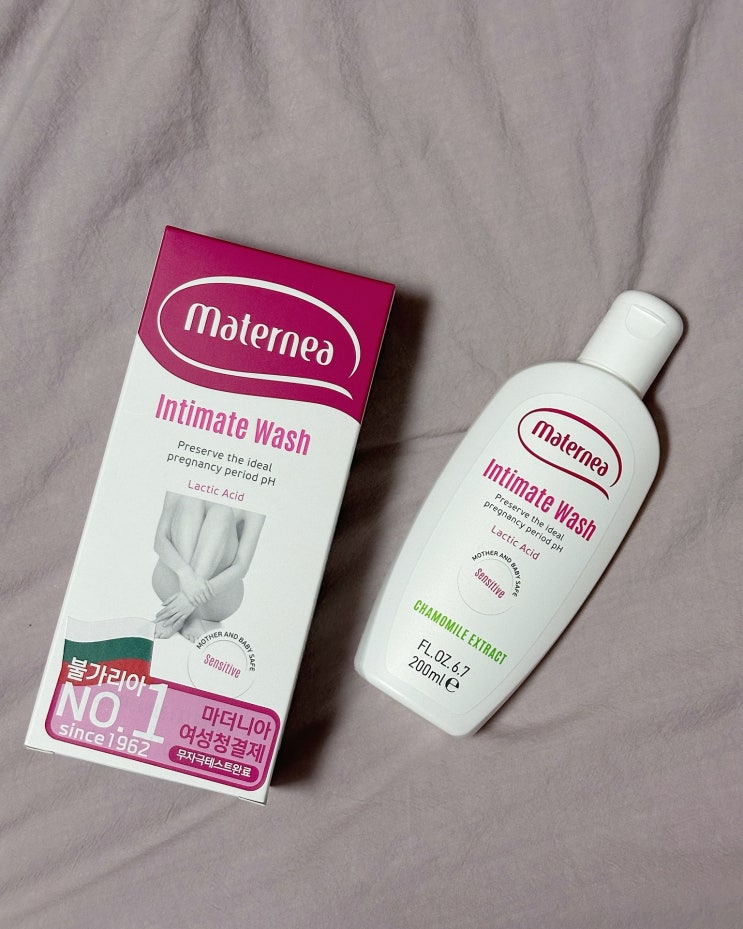 maternea
Intimate Wash
Preserve the ideal
pregnancy period pH
Lactic Acid
MOTHER AND BABY SAFE
Sensitive
불가리아
NO.1
since1962
마더니아
여성청결제
무자극테스트완료
maternea
Intimate Wash
Preserve the ideal
pregnancy period pH
Lactic Acid
MOTHER AND BABY SAFE
Sensitive
CHAMOMILE EXTRACT
FL.OZ.6.7
200ml℮